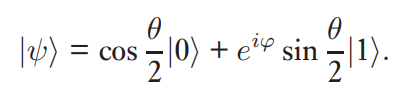 |ψ⟩ = cos θ/2 |0⟩ + e^{iφ} sin θ/2 |1⟩.